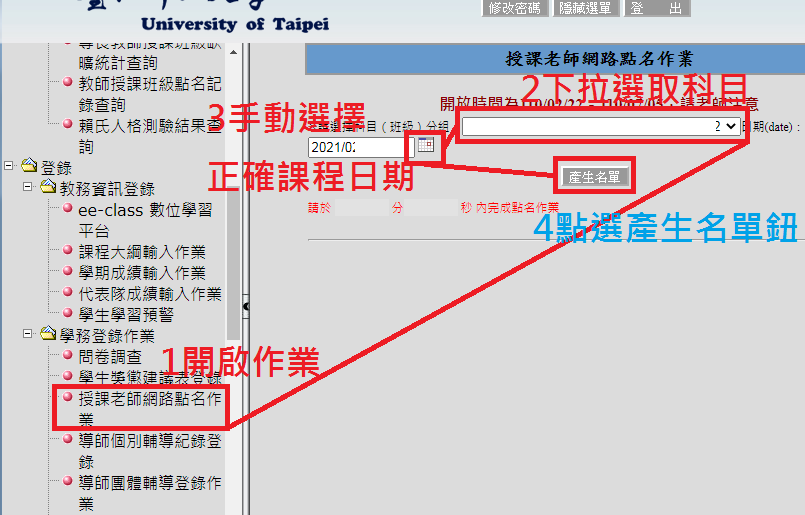 University of Taipei
修改密碼 隱藏選單 登 出
曠統計查詢
教師授課班級點名記
錄查詢
賴氏人格測驗結果查
詢
登錄
教務資訊登錄
ee-class 數位學習
平台
課程大綱輸入作業
學期成績輸入作業
代表隊成績輸入作業
學生學習預警
學務登錄作業
問卷調查
學生獎懲建議表登錄
授課老師網路點名作
業
導師個別輔導紀錄登
錄
導師團體輔導登錄作
業
授課老師網路點名作業
開放時間為
請老師注意
科目（班級）分組
2
日期(date)：
2021/02
產生名單
請於 分 秒 內完成點名作業
1開啟作業
2下拉選取科目
3手動選擇
正確課程日期
4點選產生名單鈕